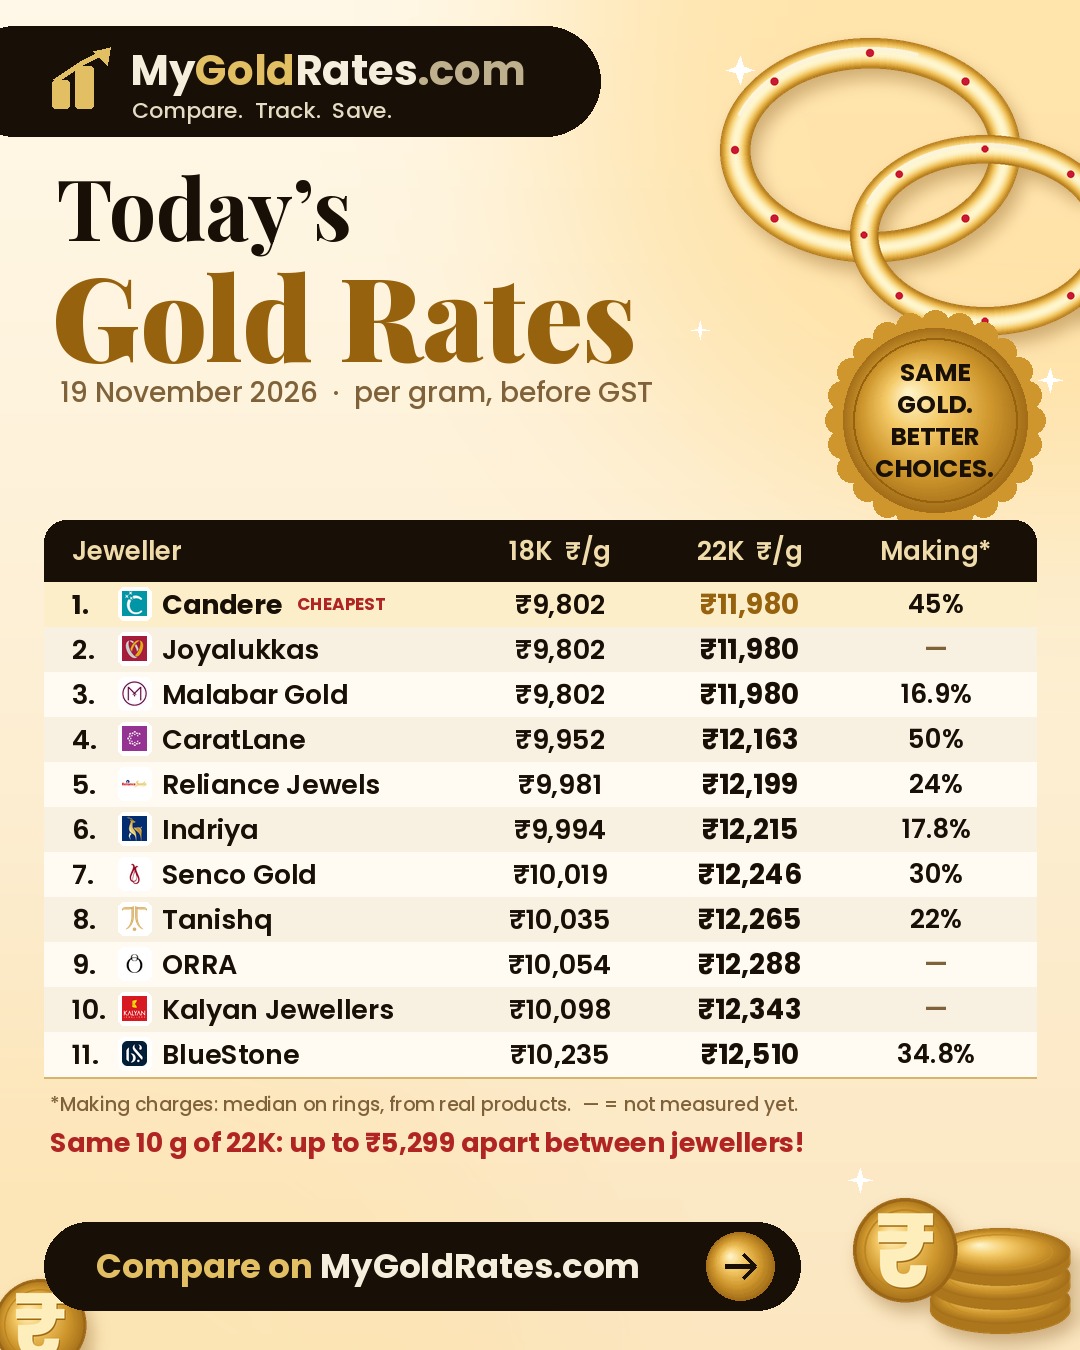 MyGoldRates.com
Compare. Track. Save.
Today's
Gold Rates
19 November 2026 · per gram, before GST
SAME
GOLD.
BETTER
CHOICES.
Jeweller 18K ₹/g 22K ₹/g Making*
1. Candere CHEAPEST ₹9,802 ₹11,980 45%
2. Joyalukkas ₹9,802 ₹11,980 —
3. Malabar Gold ₹9,802 ₹11,980 16.9%
4. CaratLane ₹9,952 ₹12,163 50%
5. Reliance Jewels ₹9,981 ₹12,199 24%
6. Indriya ₹9,994 ₹12,215 17.8%
7. Senco Gold ₹10,019 ₹12,246 30%
8. Tanishq ₹10,035 ₹12,265 22%
9. ORRA ₹10,054 ₹12,288 —
10. KALYAN Kalyan Jewellers ₹10,098 ₹12,343 —
11. BlueStone ₹10,235 ₹12,510 34.8%
*Making charges: median on rings, from real products. — = not measured yet.
Same 10 g of 22K: up to ₹5,299 apart between jewellers!
Compare on MyGoldRates.com →
₹
₹